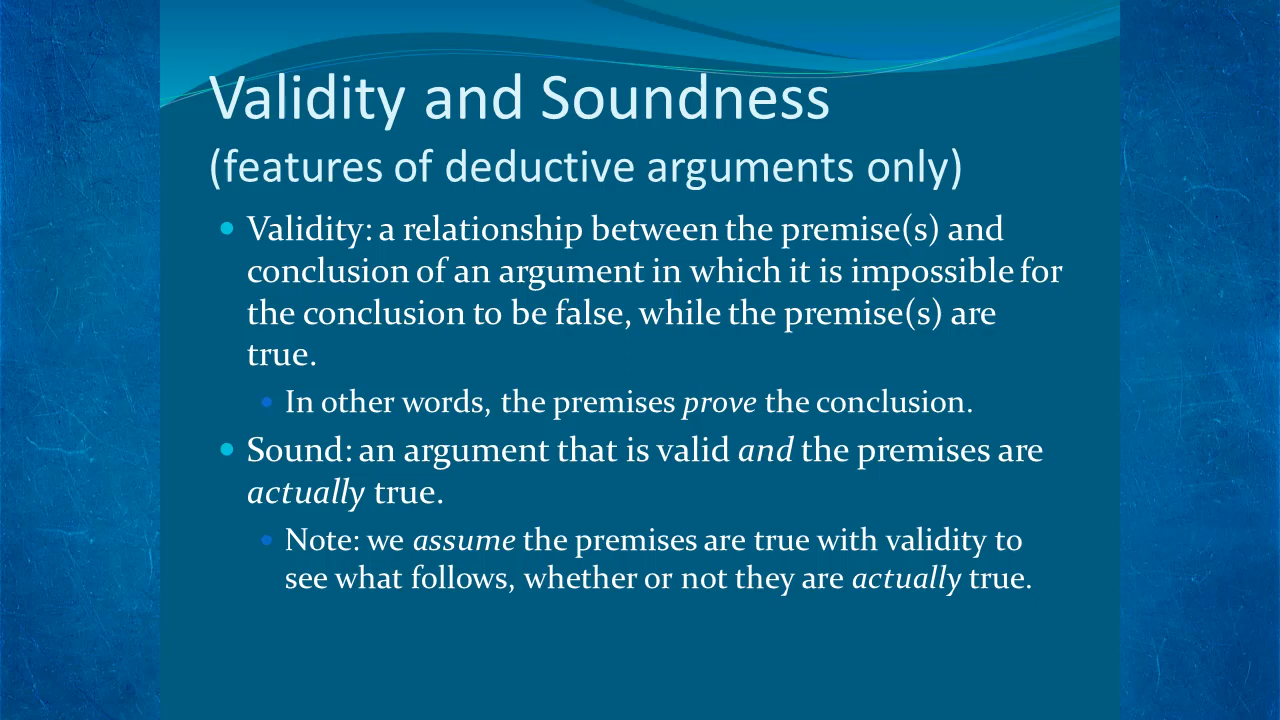 Validity and Soundness
(features of deductive arguments only)
Validity: a relationship between the premise(s) and
conclusion of an argument in which it is impossible for
the conclusion to be false, while the premise(s) are
true.
In other words, the premises prove the conclusion.
Sound: an argument that is valid and the premises are
actually true.
Note: we assume the premises are true with validity to
see what follows, whether or not they are actually true.